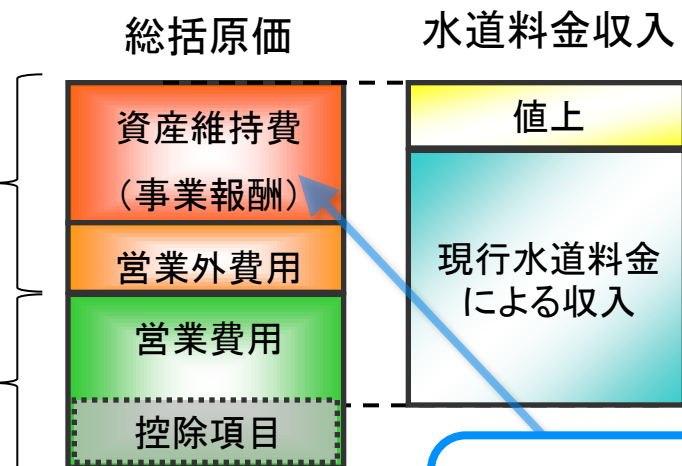 総括原価
水道料金収入
資産維持費
（事業報酬）
営業外費用
営業費用
控除項目
値上
現行水道料金
による収入